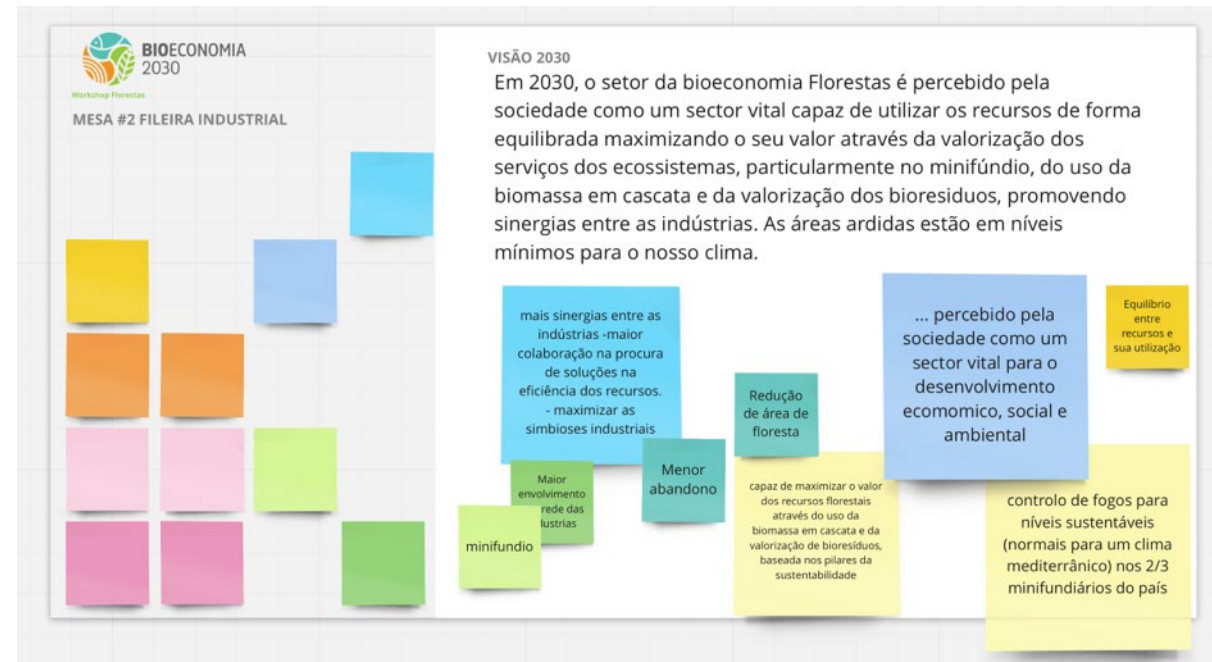 BIOECONOMIA
2030
Workshop Florestas
MESA #2 FILEIRA INDUSTRIAL
VISÃO 2030
Em 2030, o setor da bioeconomia Florestas é percebido pela
sociedade como um sector vital capaz de utilizar os recursos de forma
equilibrada maximizando o seu valor através da valorização dos
serviços dos ecossistemas, particularmente no minifúndio, do uso da
biomassa em cascata e da valorização dos bioresiduos, promovendo
sinergias entre as indústrias. As áreas ardidas estão em níveis
mínimos para o nosso clima.
mais sinergias entre as
indústrias -maior
colaboração na procura
de soluções na
eficiência dos recursos.
- maximizar as
simbioses industriais
Maior
envolvimento
rede das
ustrias
minifundio
Menor
abandono
Redução
de área de
floresta
capaz de maximizar o valor
dos recursos florestais
através do uso da
biomassa em cascata e da
valorização de bioresíduos,
baseada nos pilares da
sustentabilidade
... percebido pela
sociedade como um
sector vital para o
desenvolvimento
ecomomico, social e
ambiental
Equilíbrio
entre
recursos e
sua utilização
controlo de fogos para
níveis sustentáveis
(normais para um clima
mediterrânico) nos 2/3
minifundiários do país